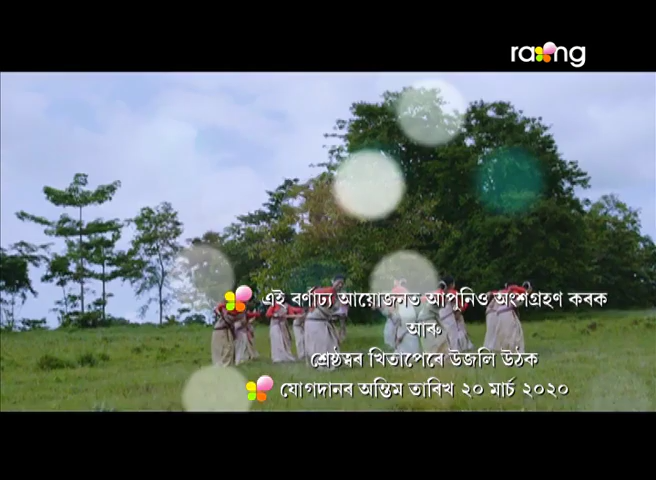 rang
এই বৰ্ণাঢ্য আয়োজনত আপুনিও অংশগ্ৰহণ কৰক
আৰু
শ্ৰেষ্ঠত্বৰ খিতাপেৰে উজলি উঠক
যোগদানৰ অন্তিম তাৰিখ ২০ মাৰ্চ ২০২০